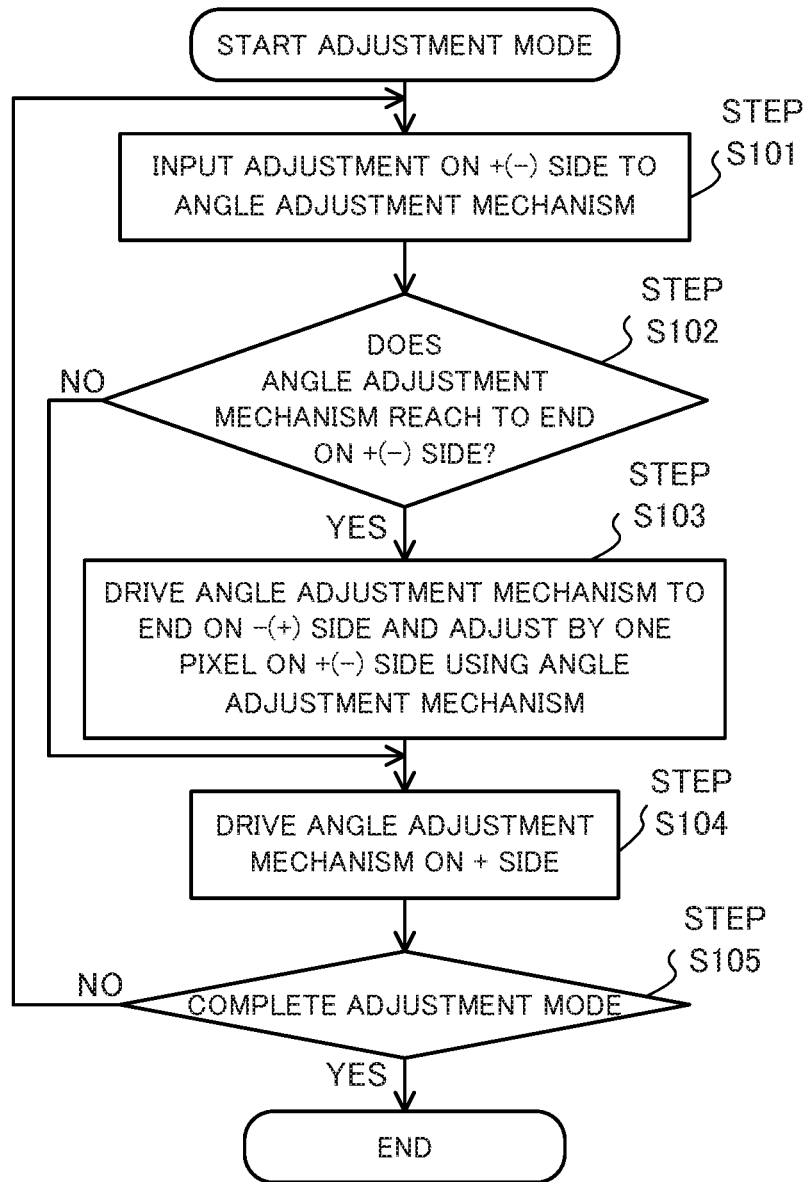 START ADJUSTMENT MODE
STEP
S101
INPUT ADJUSTMENT ON +(-) SIDE TO
ANGLE ADJUSTMENT MECHANISM
STEP
S102
DOES
ANGLE ADJUSTMENT
MECHANISM REACH TO END
ON +(-) SIDE?
NO
YES
STEP
S103
DRIVE ANGLE ADJUSTMENT MECHANISM TO
END ON -(+) SIDE AND ADJUST BY ONE
PIXEL ON +(-) SIDE USING ANGLE
ADJUSTMENT MECHANISM
STEP
S104
DRIVE ANGLE ADJUSTMENT
MECHANISM ON + SIDE
STEP
S105
NO
COMPLETE ADJUSTMENT MODE
YES
END